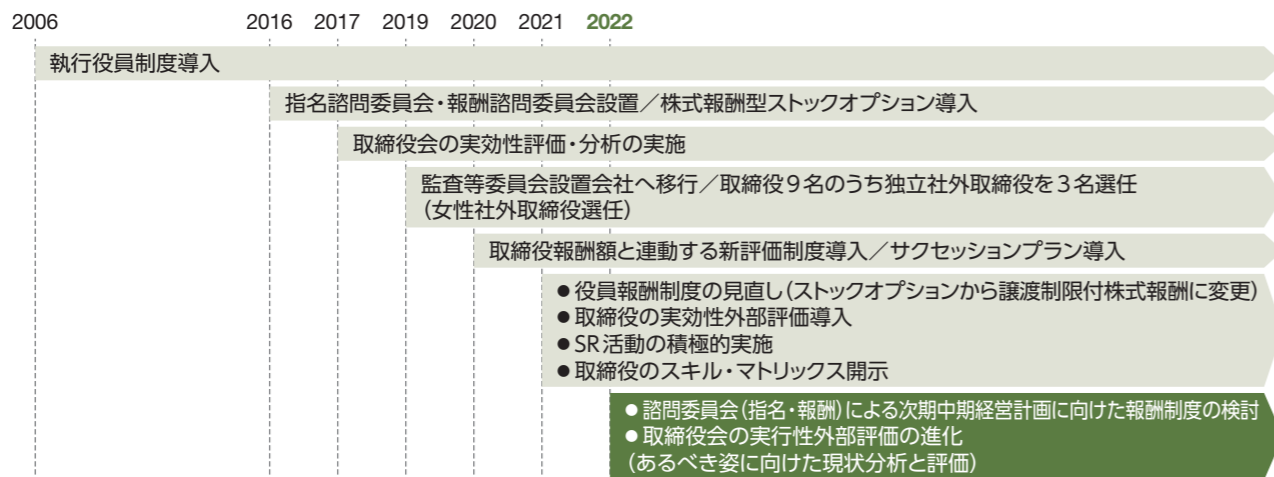 2006 2016 2017 2019 2020 2021 2022
執行役員制度導入
指名諮問委員会・報酬諮問委員会設置／株式報酬型ストックオプション導入
取締役会の実効性評価・分析の実施
監査等委員会設置会社へ移行／取締役９名のうち独立社外取締役を３名選任
（女性社外取締役選任）
取締役報酬額と連動する新評価制度導入／サクセッションプラン導入
●役員報酬制度の見直し（ストックオプションから譲渡制限付株式報酬に変更）
●取締役の実効性外部評価導入
●SR活動の積極的実施
●取締役のスキル・マトリックス開示
●諮問委員会（指名・報酬）による次期中期経営計画に向けた報酬制度の検討
●取締役会の実行性外部評価の進化
（あるべき姿に向けた現状分析と評価）